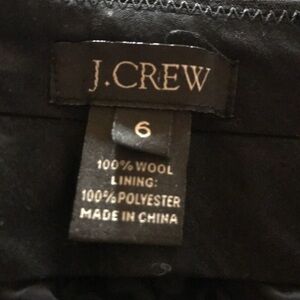 J.CREW
6
100% WOOL
LINING:
100% POLYESTER
MADE IN CHINA